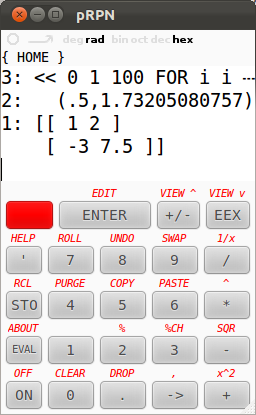 pRPN
deg rad bin oct dec hex
{ HOME }
3: << 0 1 100 FOR i i …
2: (.5,1.73205080757)
1: [[ 1 2 ]
[ -3 7.5 ]]
EDIT VIEW ^ VIEW v
ENTER +/- EEX
HELP ROLL UNDO SWAP 1/x
' 7 8 9 /
RCL PURGE COPY PASTE ^
STO 4 5 6 *
ABOUT % %CH SQR
EVAL 1 2 3 -
OFF CLEAR DROP , x^2
ON 0 . -> +